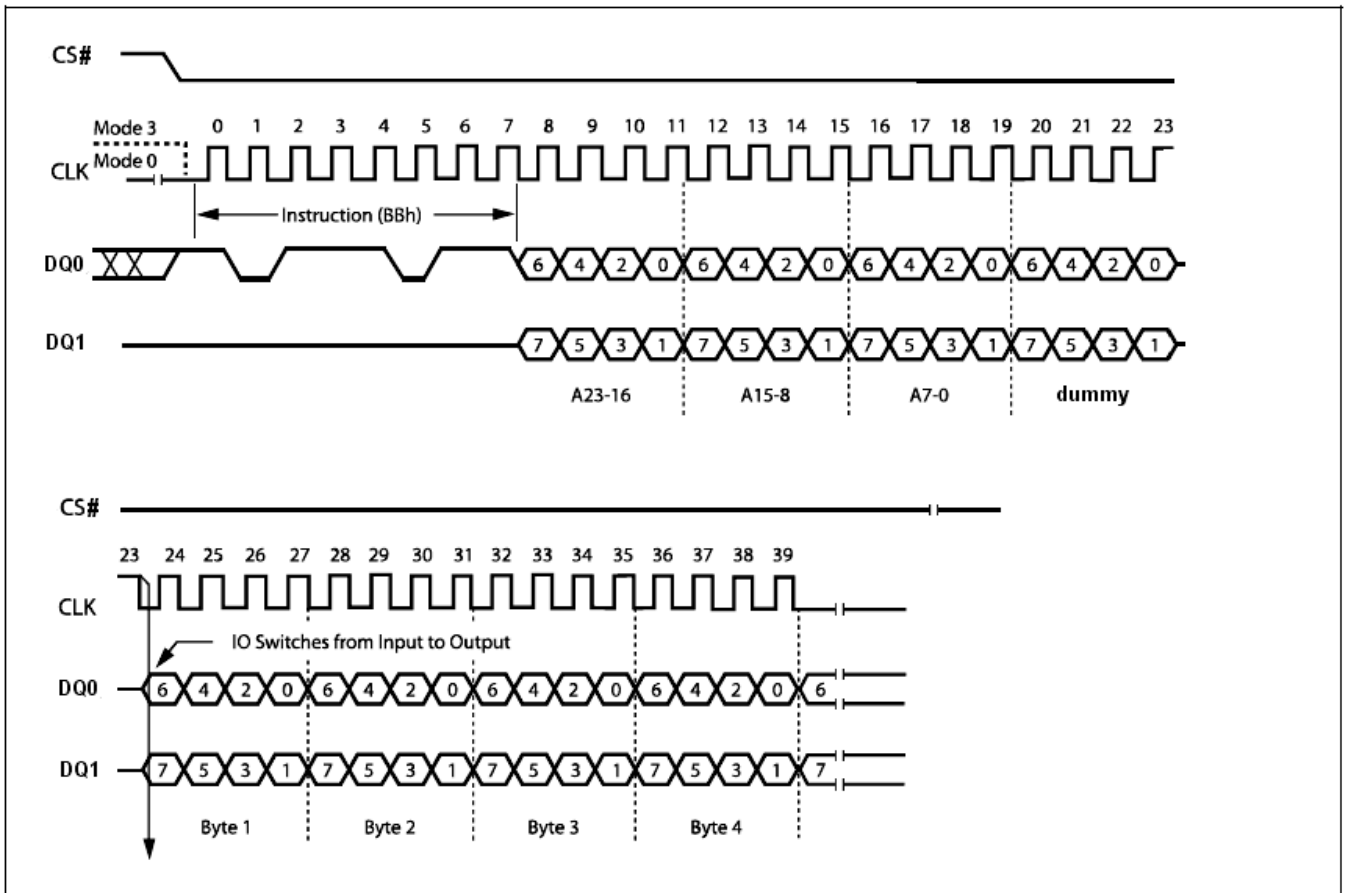 CS#
Mode 3
0 1 2 3 4 5 6 7 8 9 10 11 12 13 14 15 16 17 18 19 20 21 22 23
Mode 0
CLK
Instruction (BBh)
DQ0 6 4 2 0 6 4 2 0 6 4 2 0 6 4 2 0
DQ1 7 5 3 1 7 5 3 1 7 5 3 1 7 5 3 1
A23-16 A15-8 A7-0 dummy
CS#
23 24 25 26 27 28 29 30 31 32 33 34 35 36 37 38 39
CLK
IO Switches from Input to Output
DQ0 6 4 2 0 6 4 2 0 6 4 2 0 6 4 2 0 6
DQ1 7 5 3 1 7 5 3 1 7 5 3 1 7 5 3 1 7
Byte 1 Byte 2 Byte 3 Byte 4